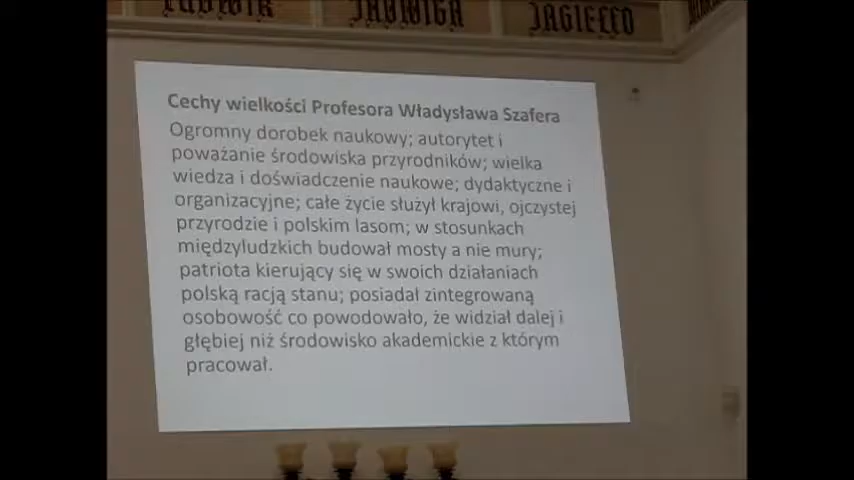 LUDWIK JADWIGA JAGIEŁŁO
Cechy wielkości Profesora Władysława Szafera
Ogromny dorobek naukowy; autorytet i
poważanie środowiska przyrodników; wielka
wiedza i doświadczenie naukowe; dydaktyczne i
organizacyjne; całe życie służył krajowi, ojczystej
przyrodzie i polskim lasom; w stosunkach
międzyludzkich budował mosty a nie mury;
patriota kierujący się w swoich działaniach
polską racją stanu; posiadał zintegrowaną
osobowość co powodowało, że widział dalej i
głębiej niż środowisko akademickie z którym
pracował.